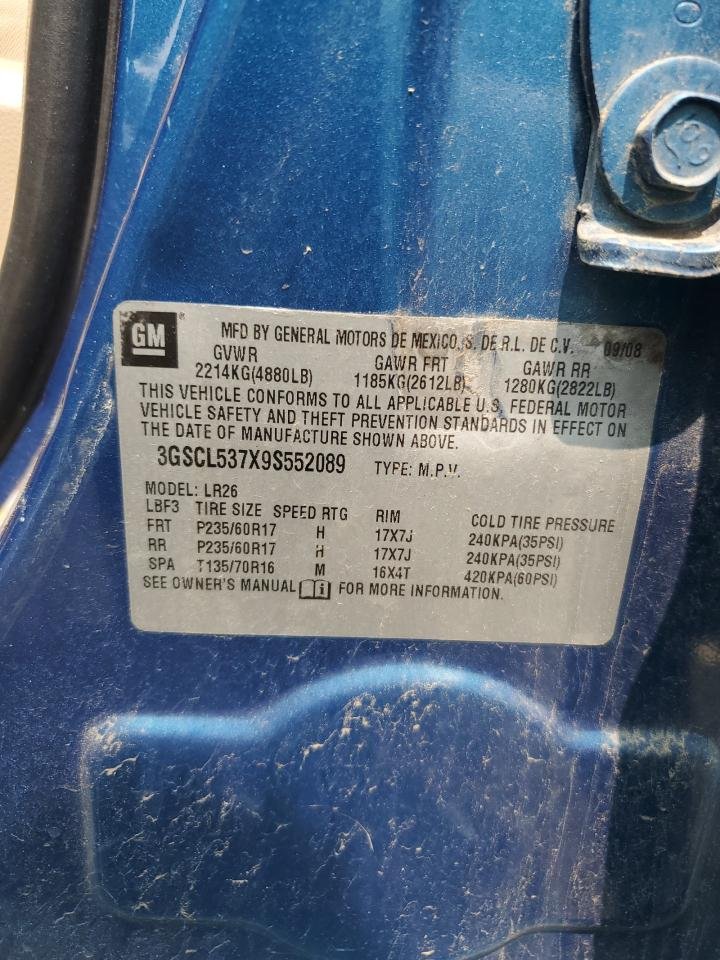 GM ® MFD BY GENERAL MOTORS DE MEXICO, S. DE R.L. DE C.V. 09/08
GVWR GAWR FRT GAWR RR
2214KG(4880LB) 1185KG(2612LB) 1280KG(2822LB)
THIS VEHICLE CONFORMS TO ALL APPLICABLE U.S. FEDERAL MOTOR
VEHICLE SAFETY AND THEFT PREVENTION STANDARDS IN EFFECT ON
THE DATE OF MANUFACTURE SHOWN ABOVE.
3GSCL537X9S552089 TYPE: M.P.V.
MODEL: LR26
LBF3 TIRE SIZE SPEED RTG RIM COLD TIRE PRESSURE
FRT P235/60R17 H 17X7J 240KPA(35PSI)
RR P235/60R17 H 17X7J 240KPA(35PSI)
SPA T135/70R16 M 16X4T 420KPA(60PSI)
SEE OWNER'S MANUAL i FOR MORE INFORMATION.